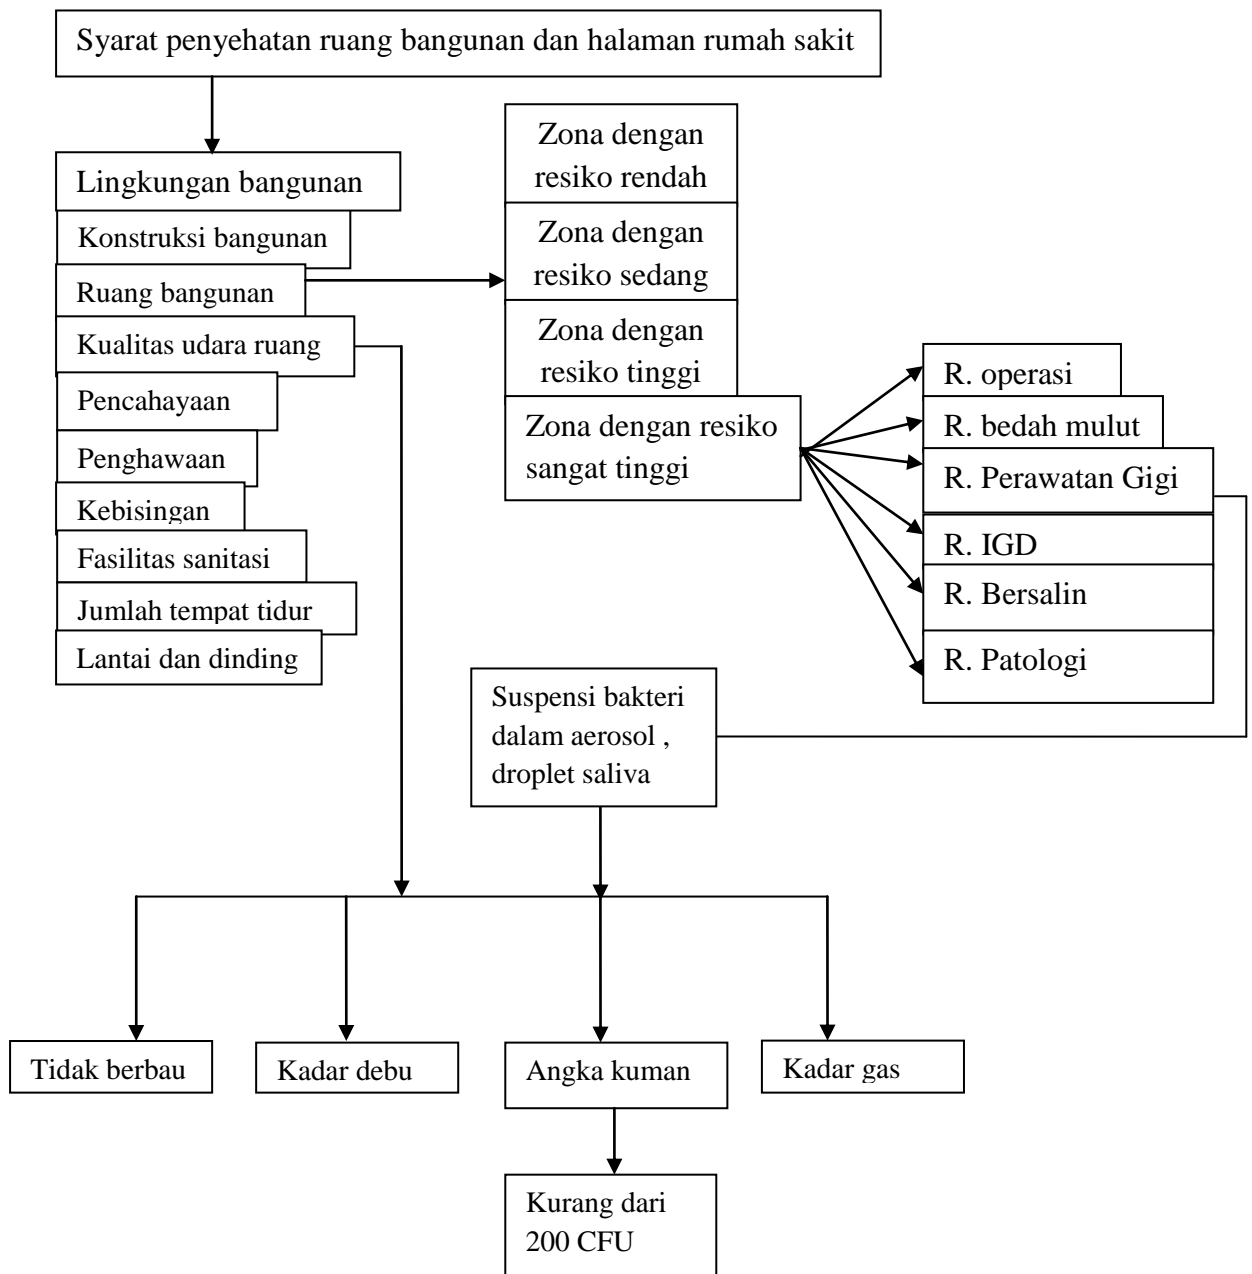 Syarat penyehatan ruang bangunan dan halaman rumah sakit
Lingkungan bangunan
Konstruksi bangunan
Ruang bangunan
Kualitas udara ruang
Pencahayaan
Penghawaan
Kebisingan
Fasilitas sanitasi
Jumlah tempat tidur
Lantai dan dinding
Zona dengan
resiko rendah
Zona dengan
resiko sedang
Zona dengan
resiko tinggi
Zona dengan resiko
sangat tinggi
R. operasi
R. bedah mulut
R. Perawatan Gigi
R. IGD
R. Bersalin
R. Patologi
Suspensi bakteri
dalam aerosol ,
droplet saliva
Tidak berbau
Kadar debu
Angka kuman
Kadar gas
Kurang dari
200 CFU